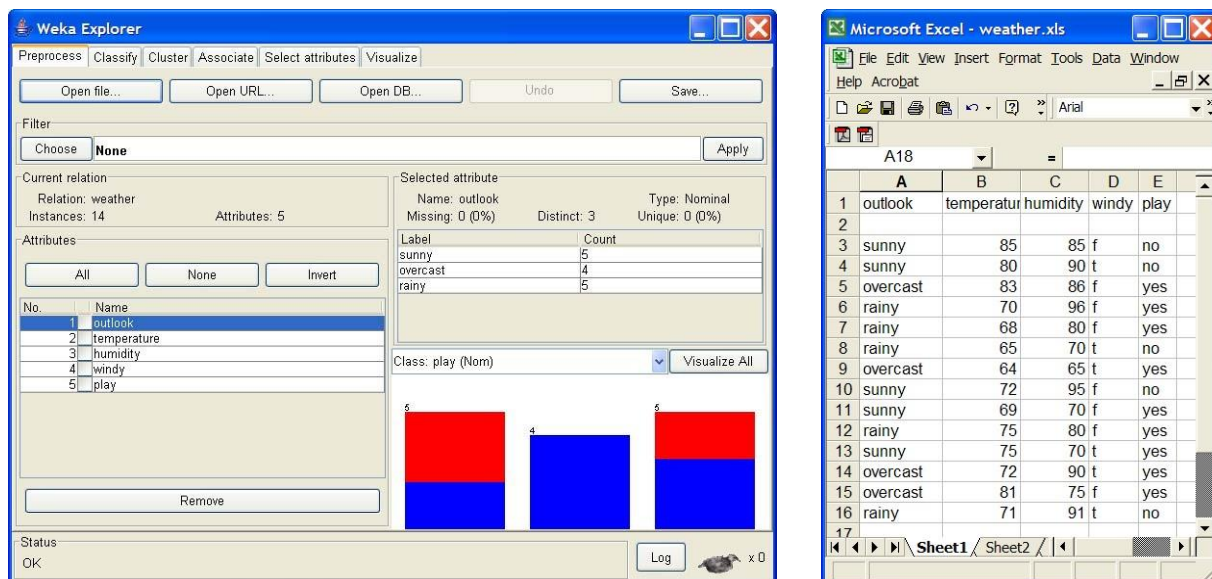 Weka Explorer
Preprocess Classify Cluster Associate Select attributes Visualize
Open file... Open URL... Open DB... Undo Save...
Filter
Choose None Apply
Current relation
Relation: weather
Instances: 14 Attributes: 5
Attributes
All None Invert
No. Name
1 outlook
2 temperature
3 humidity
4 windy
5 play
Remove
Selected attribute
Name: outlook Type: Nominal
Missing: 0 (0%) Distinct: 3 Unique: 0 (0%)
Label Count
sunny 5
overcast 4
rainy 5
Class: play (Nom) Visualize All
5 4 5
Status
OK
Log x 0
Microsoft Excel - weather.xls
File Edit View Insert Format Tools Data Window
Help Acrobat
Arial
A18 =
A B C D E
1 outlook temperatur humidity windy play
2
3 sunny 85 85 f no
4 sunny 80 90 t no
5 overcast 83 86 f yes
6 rainy 70 96 f yes
7 rainy 68 80 f yes
8 rainy 65 70 t no
9 overcast 64 65 t yes
10 sunny 72 95 f no
11 sunny 69 70 f yes
12 rainy 75 80 f yes
13 sunny 75 70 t yes
14 overcast 72 90 t yes
15 overcast 81 75 f yes
16 rainy 71 91 t no
17
Sheet1 Sheet2